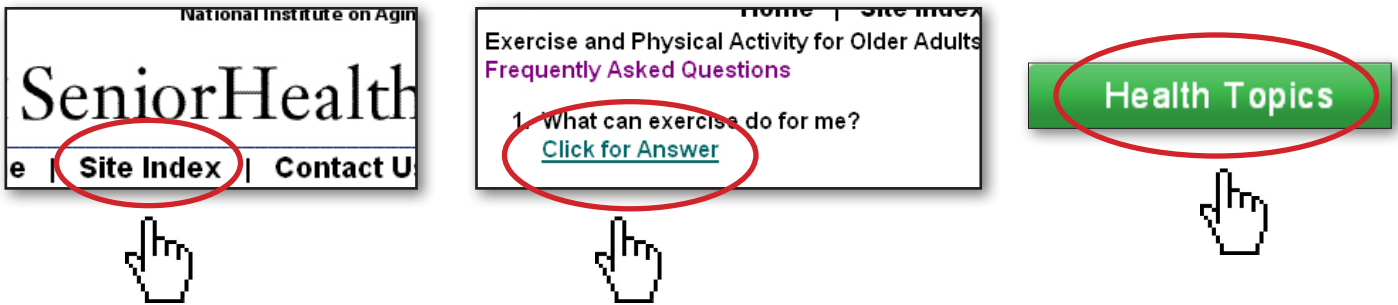 National Institute on Agin
SeniorHealth
e | Site Index | Contact U
Home | Site Index
Exercise and Physical Activity for Older Adults
Frequently Asked Questions
1. What can exercise do for me?
Click for Answer
Health Topics